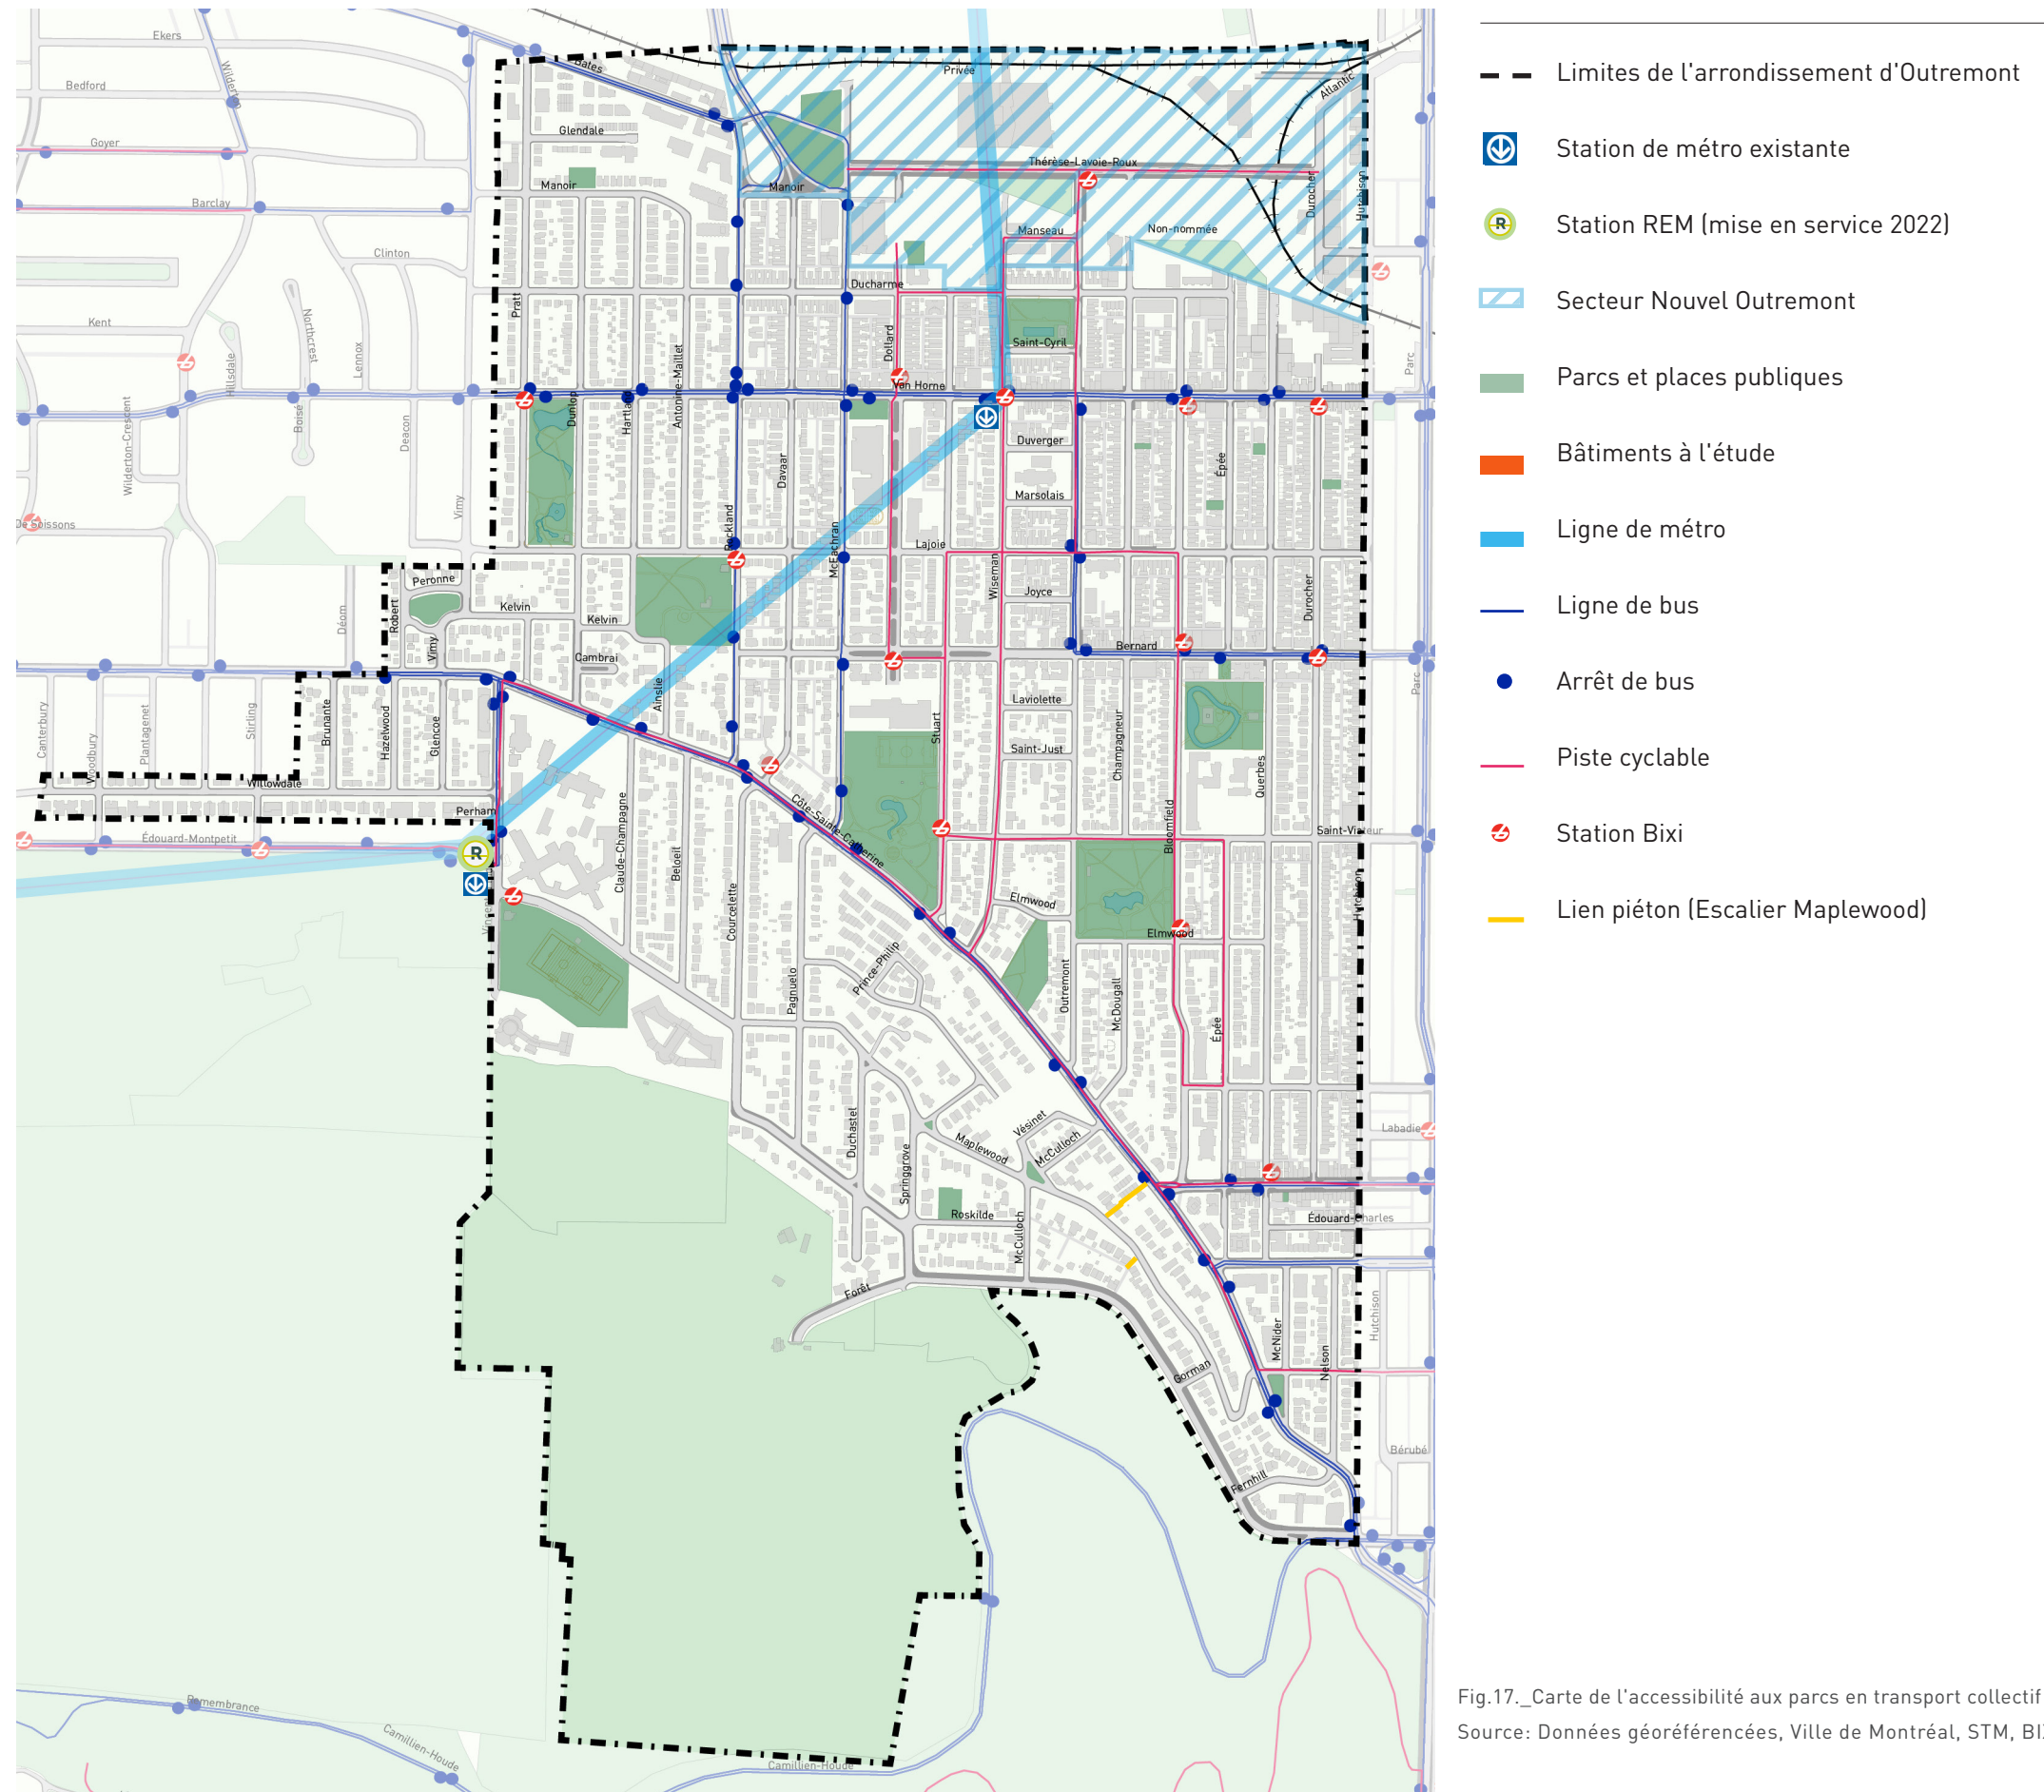 Limites de l'arrondissement d'Outremont
Station de métro existante
R
Station REM (mise en service 2022)
Secteur Nouvel Outremont
Parcs et places publiques
Bâtiments à l'étude
Ligne de métro
Ligne de bus
Arrêt de bus
Piste cyclable
Station Bixi
Lien piéton (Escalier Maplewood)
Fig.17._Carte de l'accessibilité aux parcs en transport collectif
Source: Données géoréférencées, Ville de Montréal, STM, BI
Ekers
Wilderton
Bedford
Goyer
Barclay
Clinton
Kent
Northcrest
Hillsdale
Lennox
Boisé
Wilderton-Crescent
Deacon
Vimy
De Soissons
Déom
Bates
Glendale
Manoir
Manoir
Privée
Atlantic
Thérèse-Lavoie-Roux
Durocher
Hutchison
Manseau
Non-nommée
Pratt
Ducharme
Dollard
Antonine-Maillet
Saint-Cyril
Parc
Van Horne
Dunlop
Hartland
Duverger
Davaar
Épée
Marsolais
Rockland
McEachran
Lajoie
Wiseman
Peronne
Robert
Kelvin
Kelvin
Joyce
Durocher
Vimy
Cambrai
Bernard
Ainslie
Laviolette
Parc
Canterbury
Woodbury
Plantagenet
Stirling
Brunante
Hazelwood
Glencoe
Stuart
Saint-Just
Champagneur
Querbes
Willowdale
Perham
Édouard-Montpetit
R
Claude-Champagne
Beloeil
Courcelette
Côte-Sainte-Catherine
Bloomfield
Saint-Viateur
Hutchison
Elmwood
Elmwood
Prince-Philip
Pagnuelo
Outremont
McDougall
Épée
Duchastel
Springgrove
Maplewood
Vésinet
McCulloch
Labadie
Roskilde
McCulloch
Édouard-Charles
Forêt
McNider
Nelson
Hutchison
Gorman
Bérubé
Fernhill
Remembrance
Camillien-Houde
Camillien-Houde